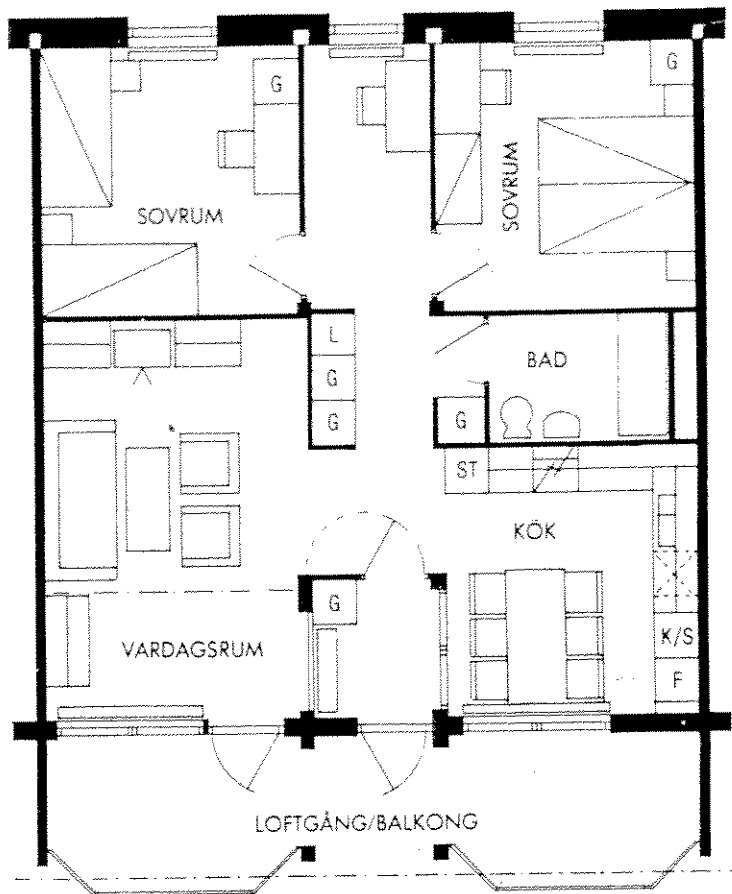 G
G
SOVRUM
SOVRUM
L
G
G
BAD
G
ST
KÖK
G
VARDAGSRUM
K/S
F
LOFTGÅNG/BALKONG